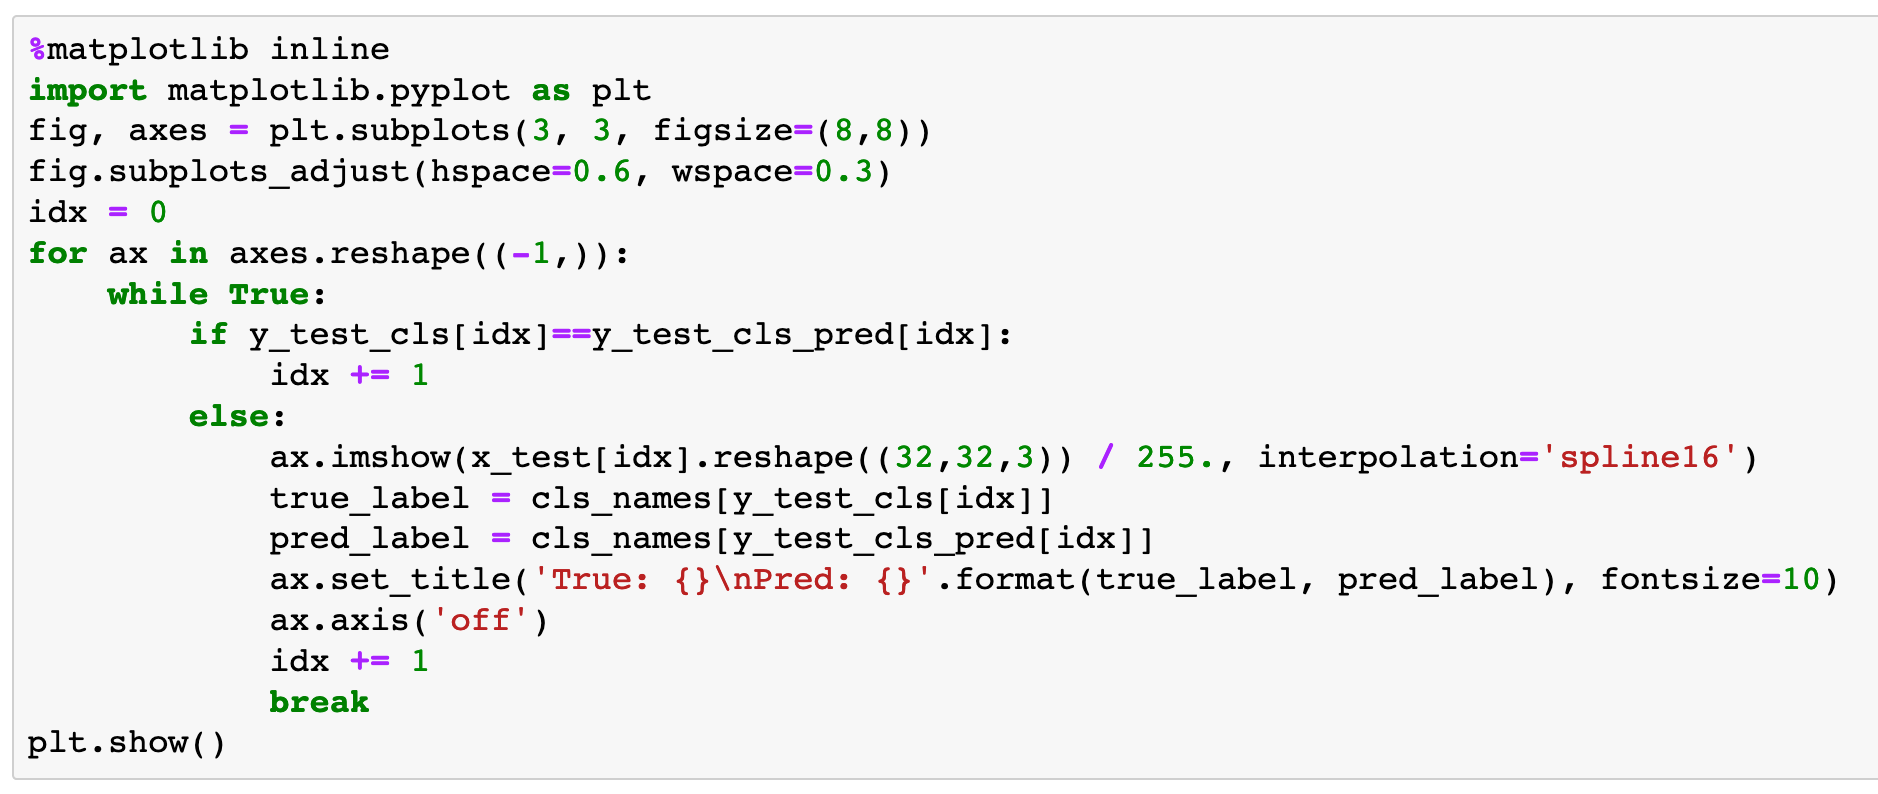 %matplotlib inline
import matplotlib.pyplot as plt
fig, axes = plt.subplots(3, 3, figsize=(8,8))
fig.subplots_adjust(hspace=0.6, wspace=0.3)
idx = 0
for ax in axes.reshape((-1,)):
    while True:
        if y_test_cls[idx]==y_test_cls_pred[idx]:
            idx += 1
        else:
            ax.imshow(x_test[idx].reshape((32,32,3)) / 255., interpolation='spline16')
            true_label = cls_names[y_test_cls[idx]]
            pred_label = cls_names[y_test_cls_pred[idx]]
            ax.set_title('True: {}\nPred: {}'.format(true_label, pred_label), fontsize=10)
            ax.axis('off')
            idx += 1
            break
plt.show()